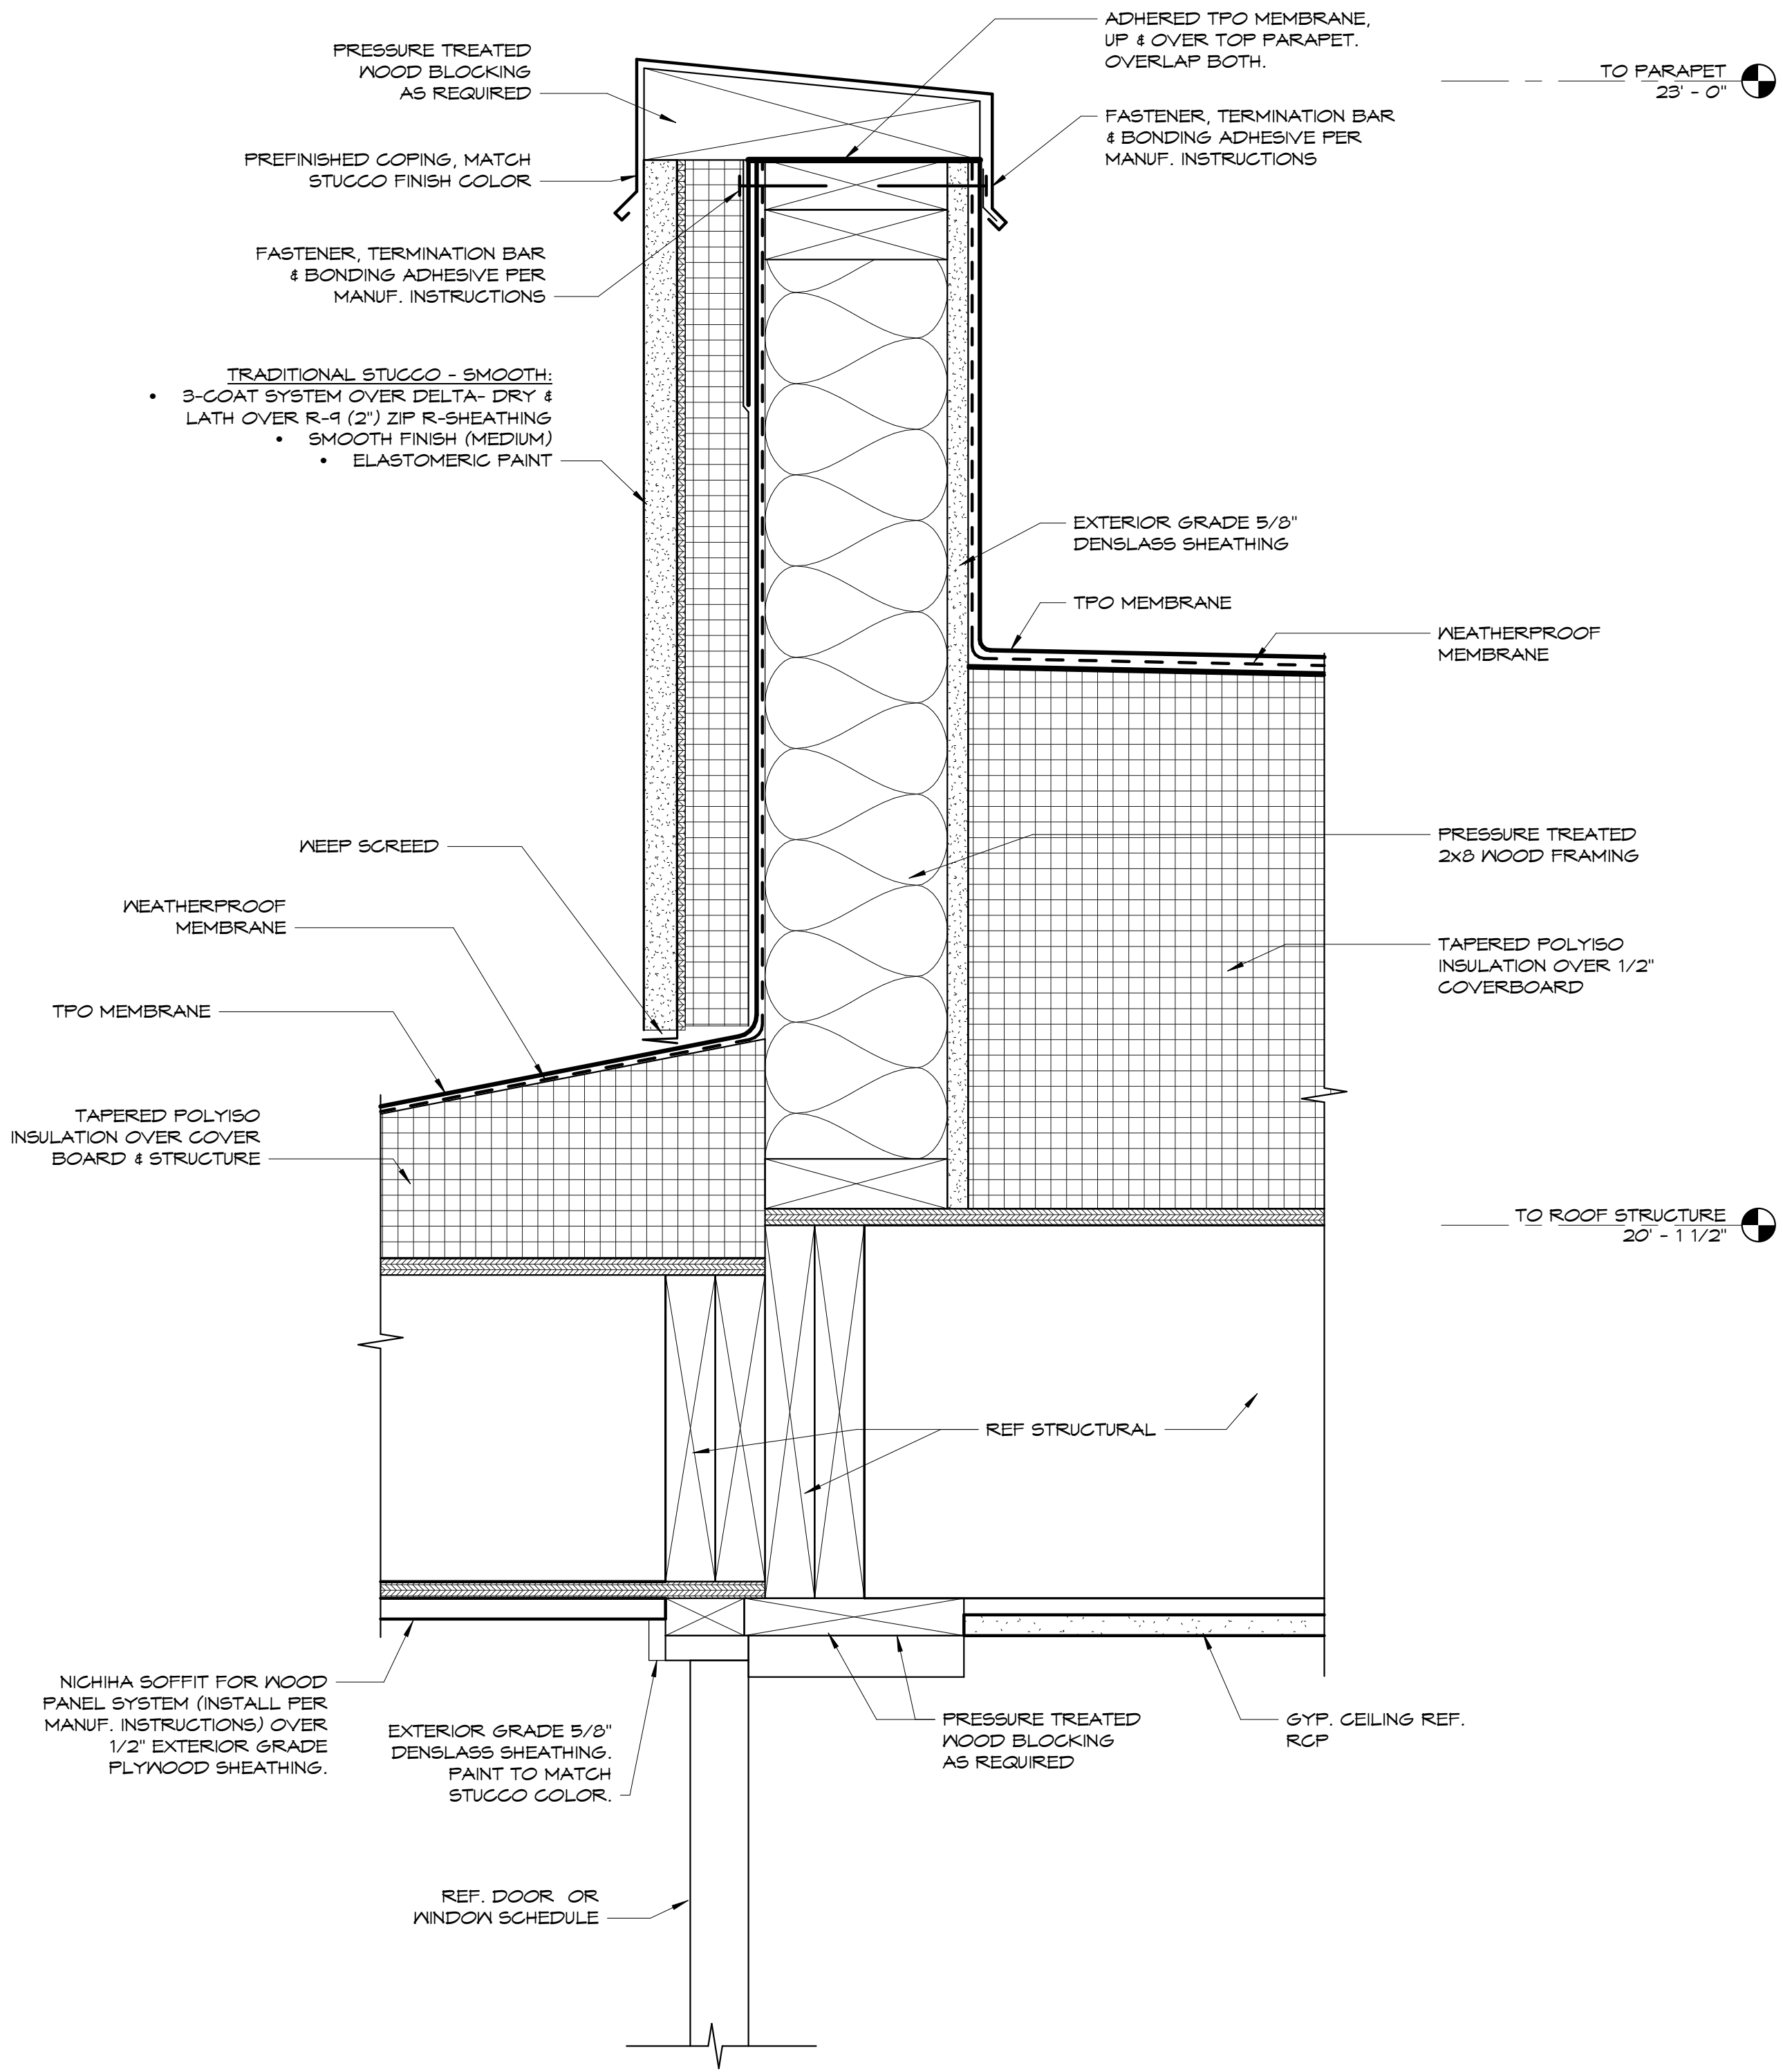 PRESSURE TREATED
WOOD BLOCKING
AS REQUIRED
PREFINISHED COPING, MATCH
STUCCO FINISH COLOR
FASTENER, TERMINATION BAR
& BONDING ADHESIVE PER
MANUF. INSTRUCTIONS
TRADITIONAL STUCCO - SMOOTH:
• 3-COAT SYSTEM OVER DELTA- DRY &
LATH OVER R-9 (2") ZIP R-SHEATHING
• SMOOTH FINISH (MEDIUM)
• ELASTOMERIC PAINT
WEEP SCREED
WEATHERPROOF
MEMBRANE
TPO MEMBRANE
TAPERED POLYISO
INSULATION OVER COVER
BOARD & STRUCTURE
NICHIHA SOFFIT FOR WOOD
PANEL SYSTEM (INSTALL PER
MANUF. INSTRUCTIONS) OVER
1/2" EXTERIOR GRADE
PLYWOOD SHEATHING.
EXTERIOR GRADE 5/8"
DENSLASS SHEATHING.
PAINT TO MATCH
STUCCO COLOR.
REF. DOOR OR
WINDOW SCHEDULE
ADHERED TPO MEMBRANE,
UP & OVER TOP PARAPET.
OVERLAP BOTH.
FASTENER, TERMINATION BAR
& BONDING ADHESIVE PER
MANUF. INSTRUCTIONS
TO PARAPET
23' - 0"
EXTERIOR GRADE 5/8"
DENSLASS SHEATHING
TPO MEMBRANE
WEATHERPROOF
MEMBRANE
PRESSURE TREATED
2x8 WOOD FRAMING
TAPERED POLYISO
INSULATION OVER 1/2"
COVERBOARD
TO ROOF STRUCTURE
20' - 1 1/2"
REF STRUCTURAL
PRESSURE TREATED
WOOD BLOCKING
AS REQUIRED
GYP. CEILING REF.
RCP